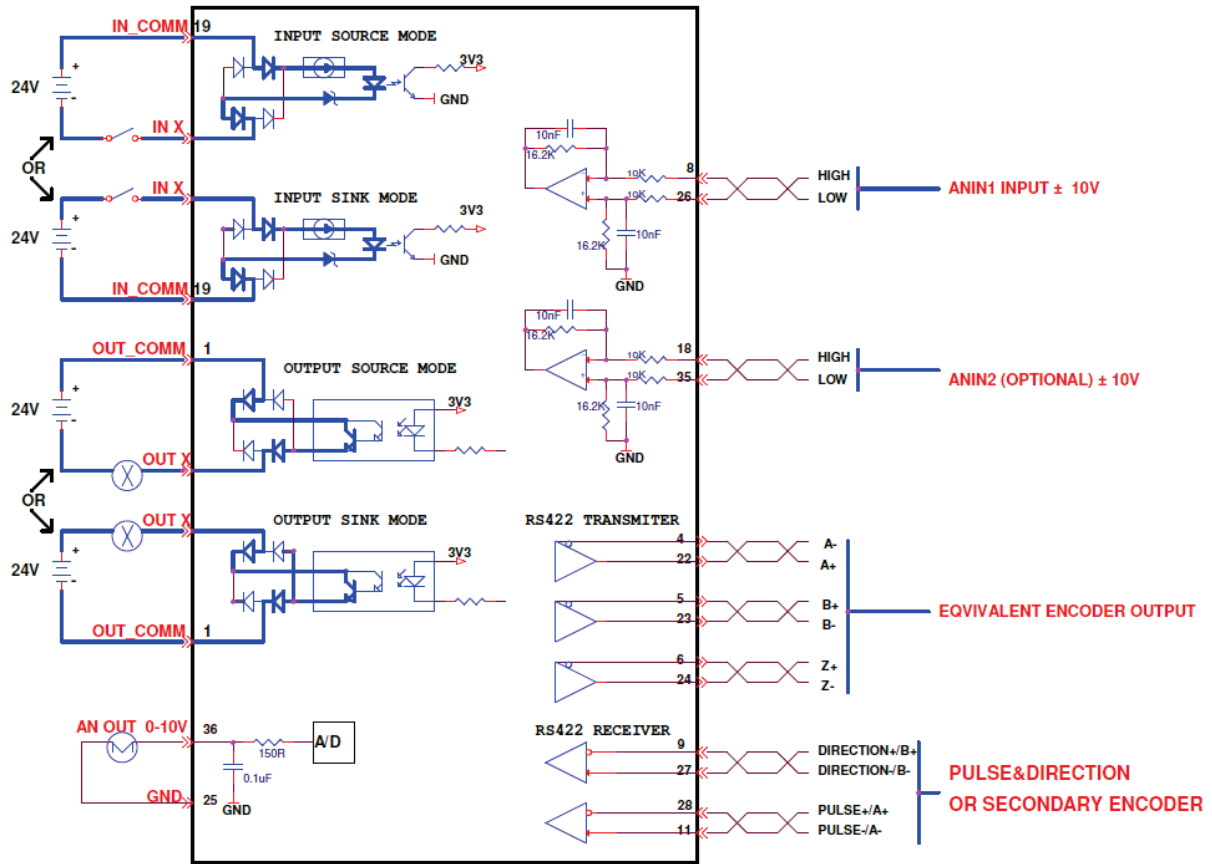 IN_COMM 19
INPUT SOURCE MODE
3V3
+
24V
-
GND
IN X
OR
IN X
INPUT SINK MODE
3V3
+
24V
-
GND
IN_COMM 19
OUT_COMM 1
OUTPUT SOURCE MODE
+
24V
-
3V3
OUT X
OR
OUT X
OUTPUT SINK MODE
+
24V
-
3V3
OUT_COMM 1
AN OUT 0-10V 36
150R
A/D
0.1uF
GND 25 GND
10nF
16.2K
10K
8
HIGH
10K
26
LOW
ANIN1 INPUT ± 10V
16.2K
10nF
GND
10nF
16.2K
10K
18
HIGH
10K
35
LOW
ANIN2 (OPTIONAL) ± 10V
16.2K
10nF
GND
RS422 TRANSMITER
4
A-
22
A+
5
B+
23
B-
6
Z+
24
Z-
EQVIVALENT ENCODER OUTPUT
RS422 RECEIVER
9
DIRECTION+/B+
27
DIRECTION-/B-
28
PULSE+/A+
11
PULSE-/A-
PULSE&DIRECTION
OR SECONDARY ENCODER